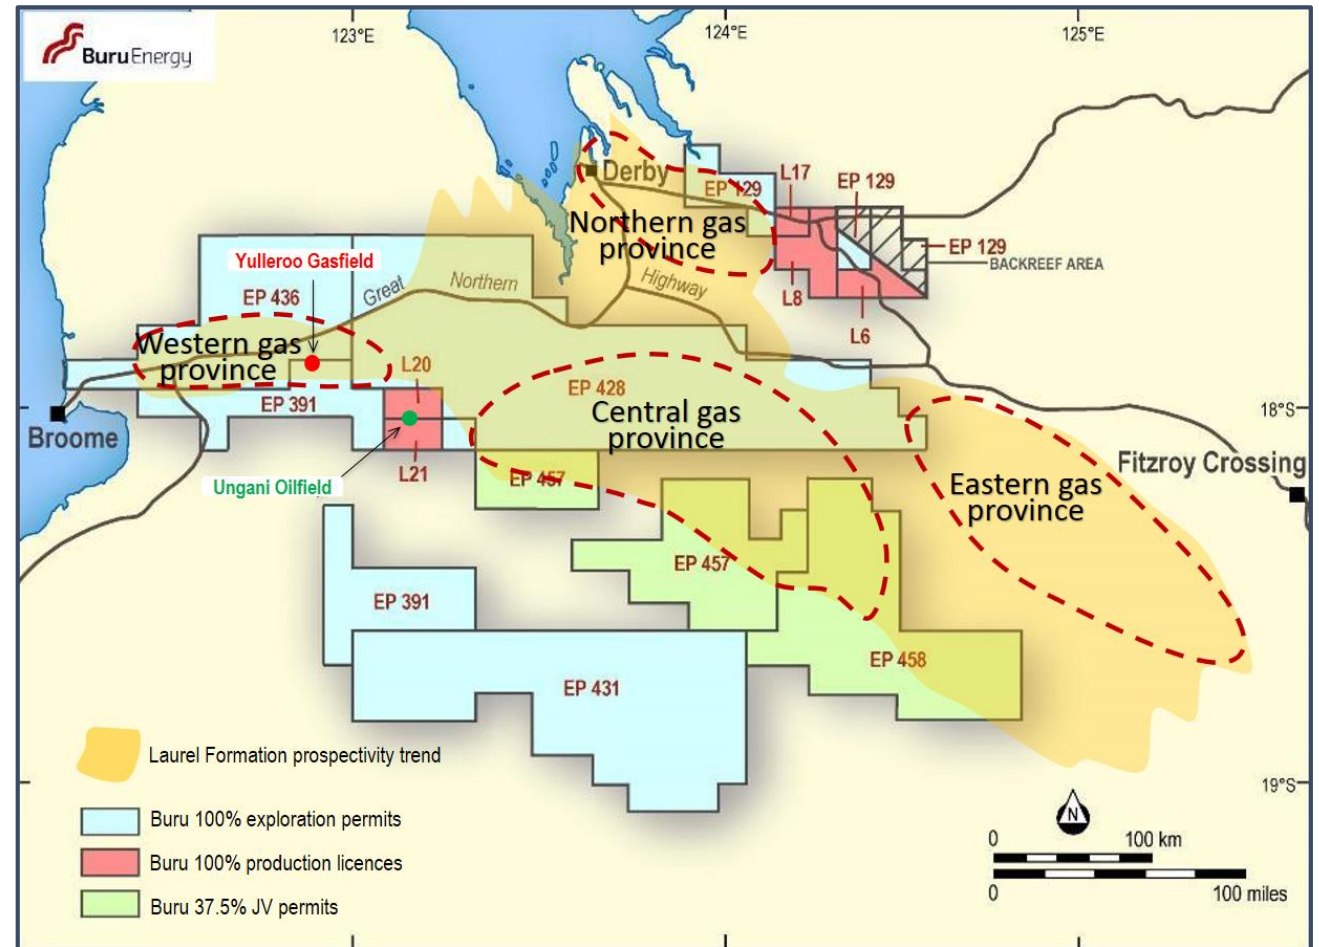 123°E
124°E
125°E
BuruEnergy
Derby
L17
EP 129
EP 129
Northern gas
province
EP 129
BACKREEF AREA
Yulleroo Gasfield
EP 436
Great
Northern
Highway
L8
L6
Western gas
province
L20
EP 428
EP 391
Central gas
province
18°S
Broome
Fitzroy Crossing
L21
Ungani Oilfield
EP 457
Eastern gas
province
EP 457
EP 391
EP 458
EP 431
Laurel Formation prospectivity trend
19°S
Buru 100% exploration permits
Buru 100% production licences
Buru 37.5% JV permits
N
0
100 km
0
100 miles